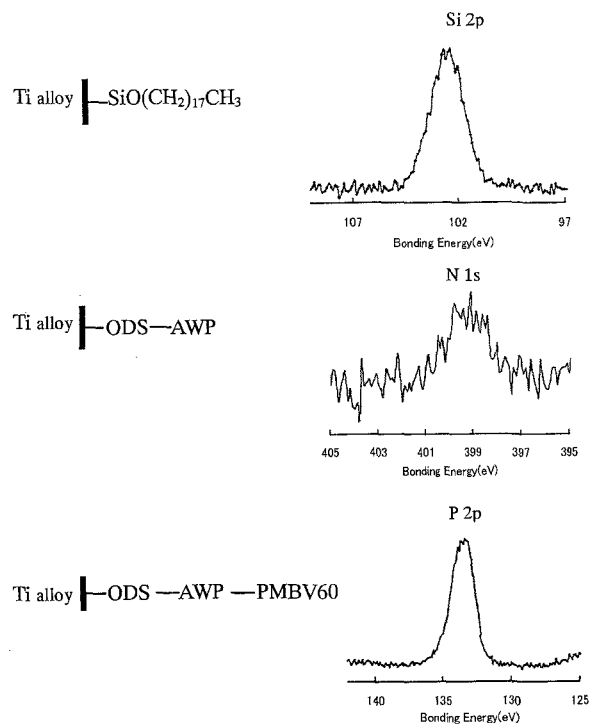 Si 2p
Ti alloy
SiO(CH2)17CH3
107 102 97
Bonding Energy(eV)
N 1s
Ti alloy
ODS AWP
405 403 401 399 397 395
Bonding Energy(eV)
P 2p
Ti alloy
ODS AWP PMBV60
140 135 130 125
Bonding Energy(eV)